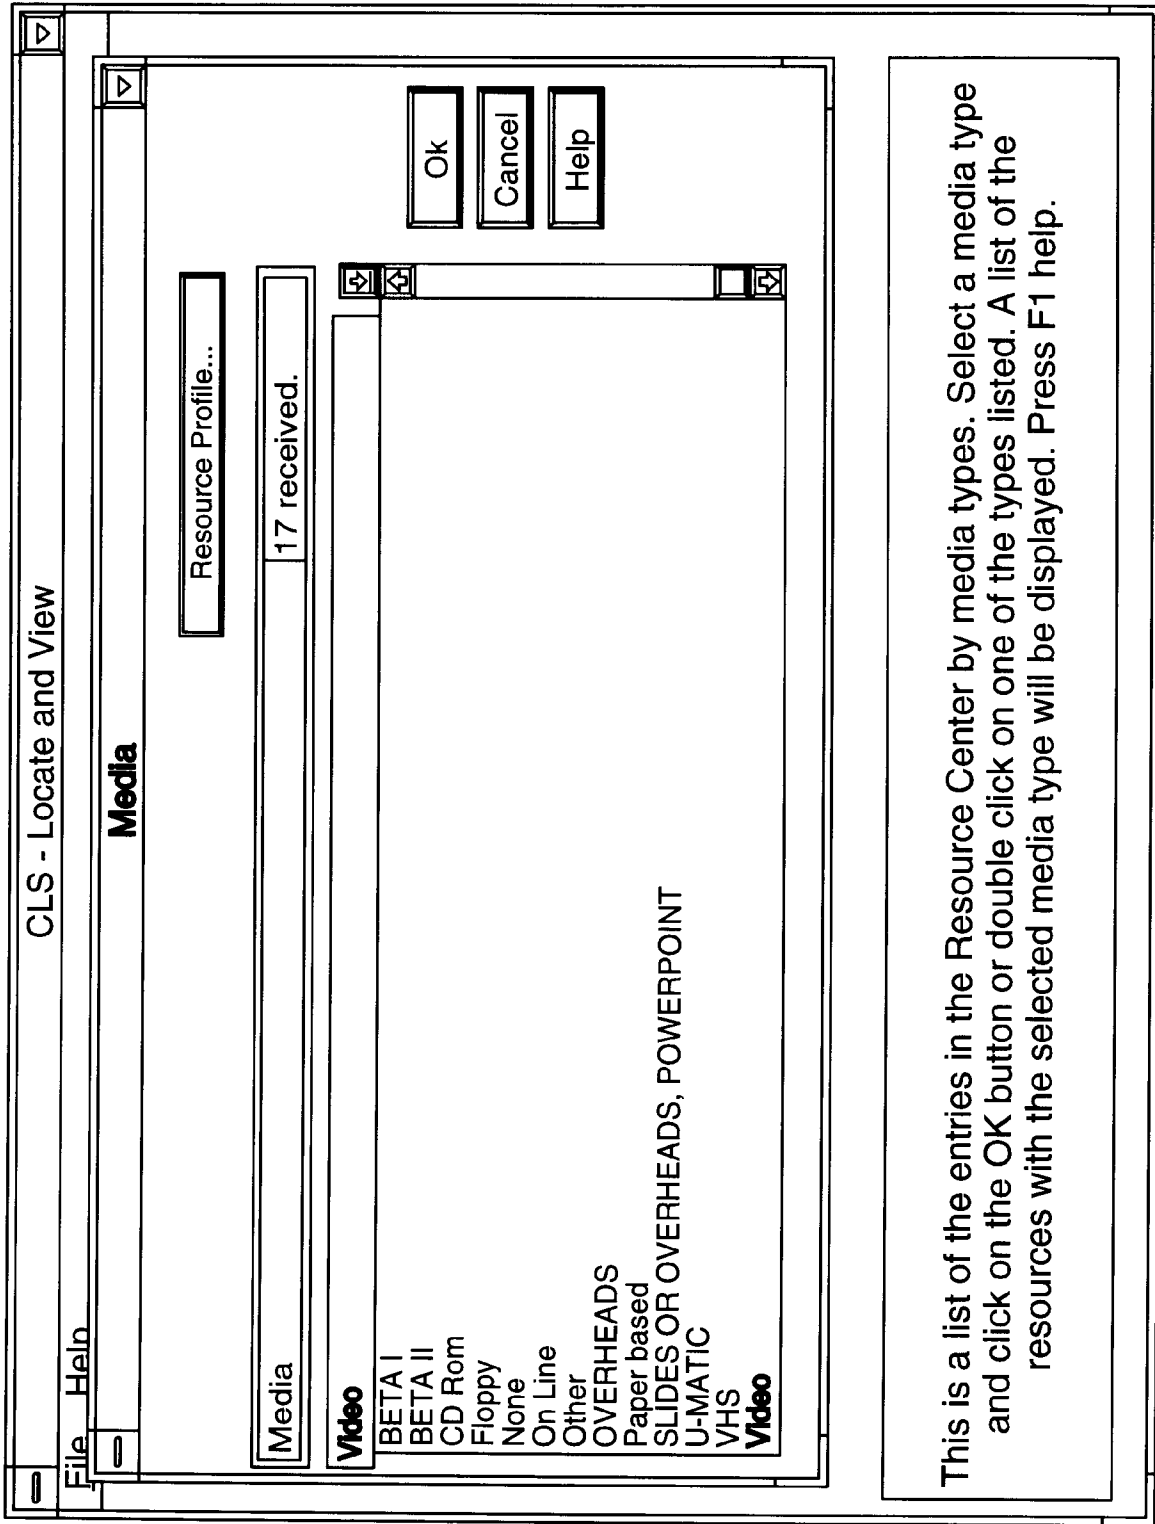 CLS - Locate and View
File Help
Media
Resource Profile...
Media 17 received.
Video
BETA I
BETA II
CD Rom
Floppy
None
On Line
Other
OVERHEADS
Paper based
SLIDES OR OVERHEADS, POWERPOINT
U-MATIC
VHS
Video
Ok
Cancel
Help
This is a list of the entries in the Resource Center by media types. Select a media type
and click on the OK button or double click on one of the types listed. A list of the
resources with the selected media type will be displayed. Press F1 help.